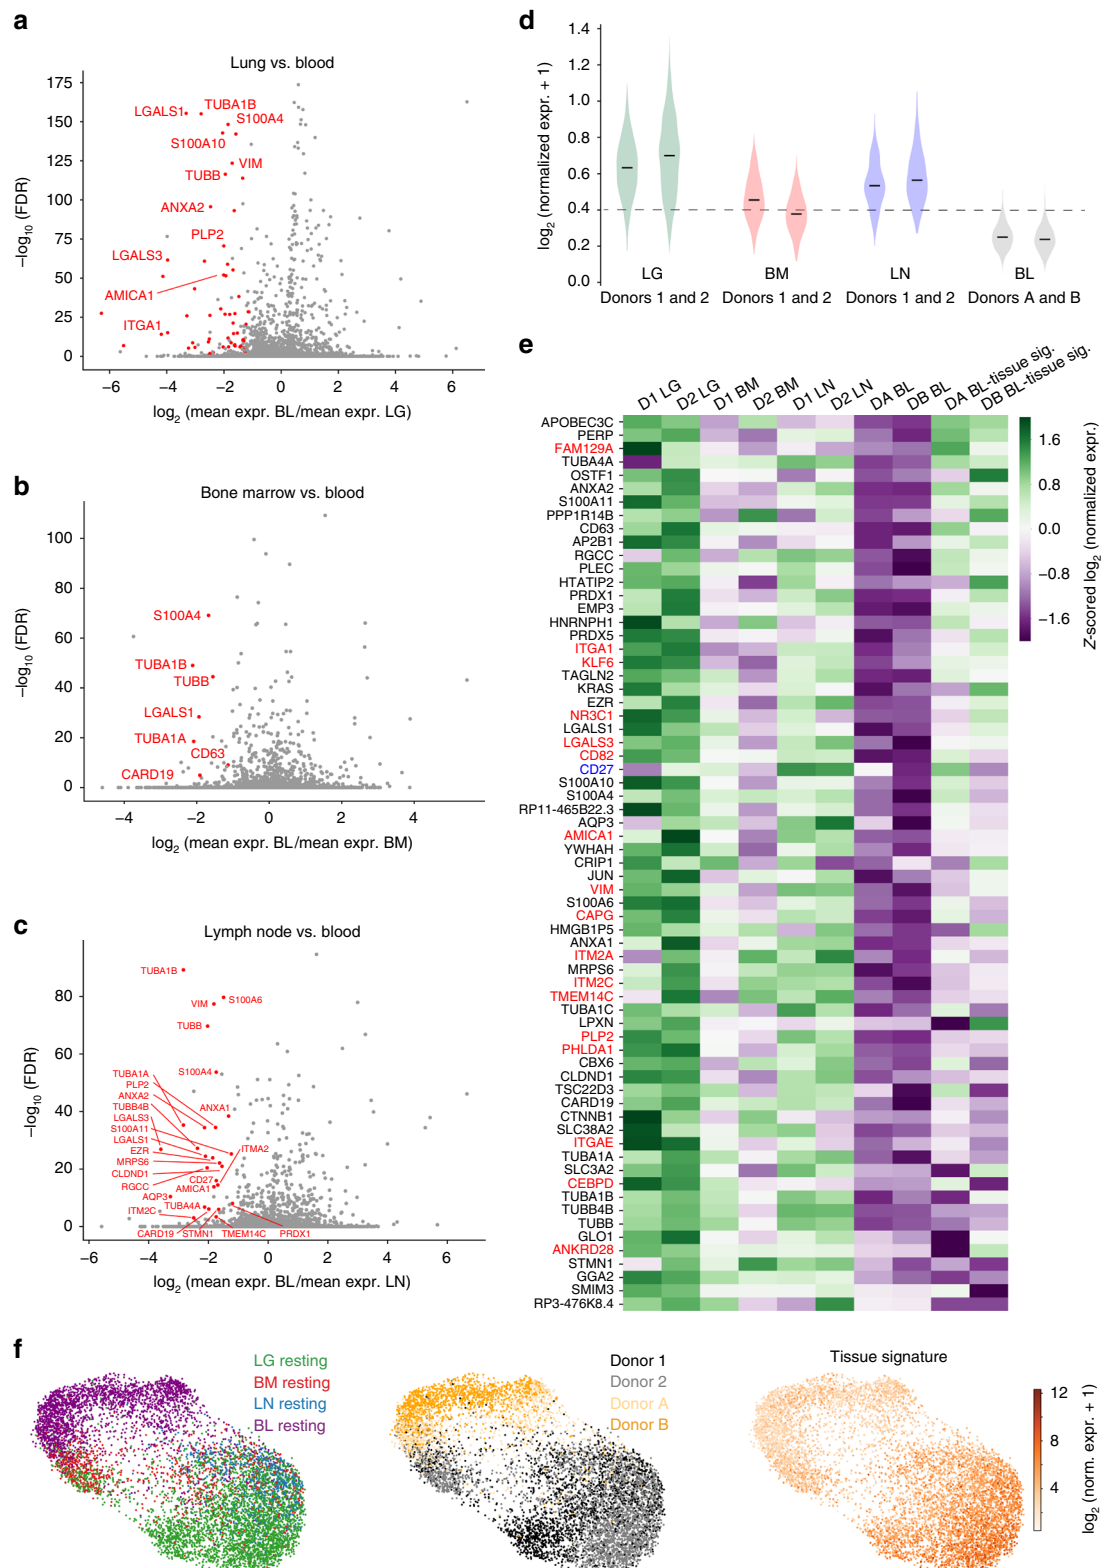 a
Lung vs. blood
175
150
125
100
75
50
25
0
−log10 (FDR)
LGALS1
TUBA1B
S100A4
S100A10
VIM
TUBB
ANXA2
PLP2
LGALS3
AMICA1
ITGA1
−6 −4 −2 0 2 4 6
log2 (mean expr. BL/mean expr. LG)
b
Bone marrow vs. blood
100
80
60
40
20
0
−log10 (FDR)
S100A4
TUBA1B
TUBB
LGALS1
TUBA1A
CD63
CARD19
−4 −2 0 2 4
log2 (mean expr. BL/mean expr. BM)
c
Lymph node vs. blood
80
60
40
20
0
−log10 (FDR)
TUBA1B
S100A6
VIM
TUBB
S100A4
TUBA1A
PLP2
ANXA2
TUBB4B
ANXA1
LGALS3
S100A11
LGALS1
ITMA2
EZR
MRPS6
CLDND1
CD27
RGCC
AMICA1
AQP3
TUBA4A
ITM2C
CARD19
STMN1
TMEM14C
PRDX1
−6 −4 −2 0 2 4 6
log2 (mean expr. BL/mean expr. LN)
d
1.4
1.2
1.0
0.8
0.6
0.4
0.2
0.0
log2 (normalized expr. + 1)
LG BM LN BL
Donors 1 and 2 Donors 1 and 2 Donors 1 and 2 Donors A and B
e
D1 LG
D2 LG
D1 BM
D2 BM
D1 LN
D2 LN
DA BL
DB BL
DA BL-tissue sig.
DB BL-tissue sig.
APOBEC3C
PERP
FAM129A
TUBA4A
OSTF1
ANXA2
S100A11
PPP1R14B
CD63
AP2B1
RGCC
PLEC
HTATIP2
PRDX1
EMP3
HNRNPH1
PRDX5
ITGA1
KLF6
TAGLN2
KRAS
EZR
NR3C1
LGALS1
LGALS3
CD82
CD27
S100A10
S100A4
RP11-465B22.3
AQP3
AMICA1
YWHAH
CRIP1
JUN
VIM
S100A6
CAPG
HMGB1P5
ANXA1
ITM2A
MRPS6
ITM2C
TMEM14C
TUBA1C
LPXN
PLP2
PHLDA1
CBX6
CLDND1
TSC22D3
CARD19
CTNNB1
SLC38A2
ITGAE
TUBA1A
SLC3A2
CEBPD
TUBA1B
TUBB4B
TUBB
GLO1
ANKRD28
STMN1
GGA2
SMIM3
RP3-476K8.4
1.6
0.8
0.0
−0.8
−1.6
Z-scored log2 (normalized expr.)
f
LG resting
BM resting
LN resting
BL resting
Donor 1
Donor 2
Donor A
Donor B
Tissue signature
12
8
4
log2 (norm. expr. + 1)